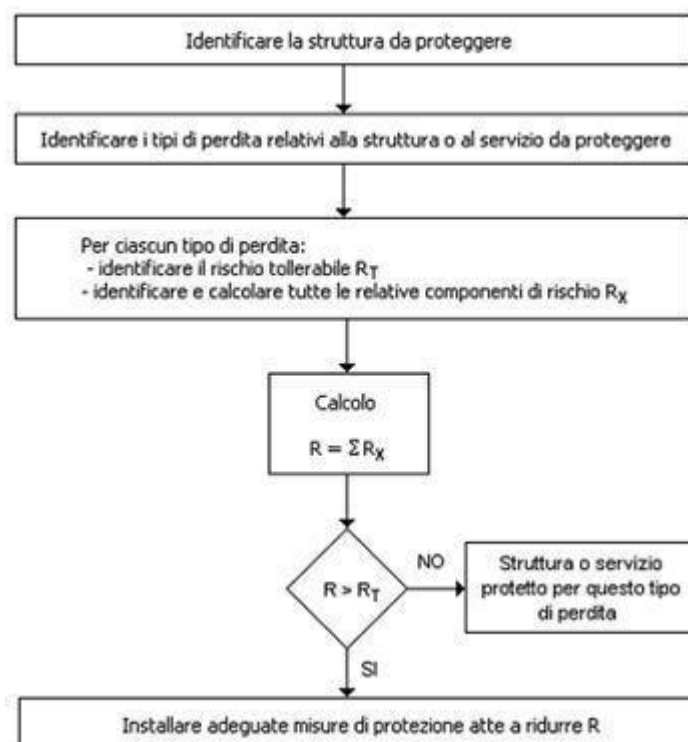 Identificare la struttura da proteggere
Identificare i tipi di perdita relativi alla struttura o al servizio da proteggere
Per ciascun tipo di perdita:
- identificare il rischio tollerabile RT
- identificare e calcolare tutte le relative componenti di rischio RX
Calcolo
R = ΣRX
R > RT
NO
Struttura o servizio
protetto per questo tipo
di perdita
SI
Installare adeguate misure di protezione atte a ridurre R